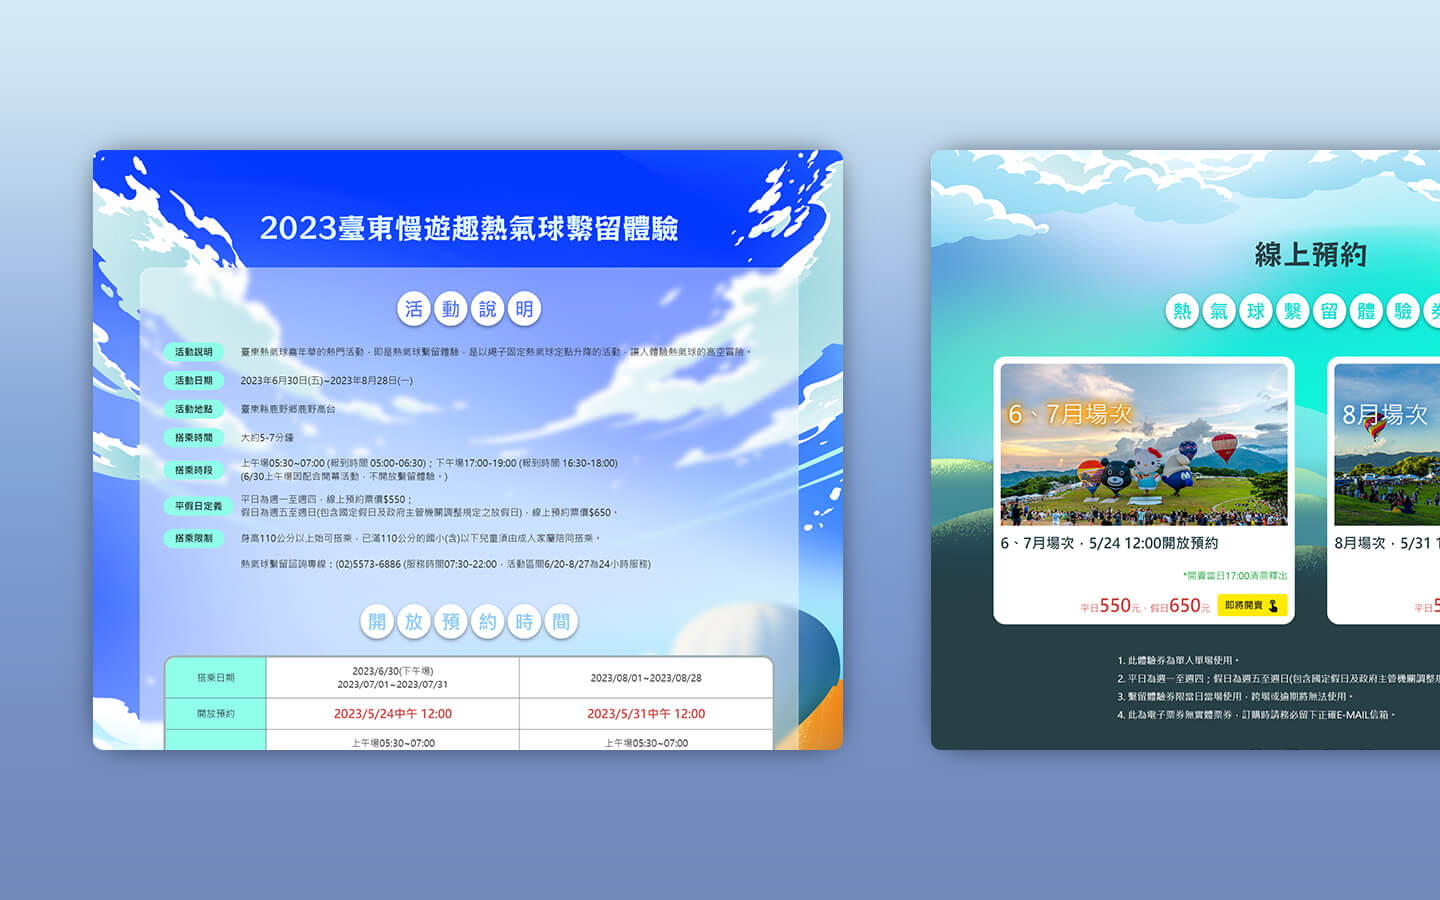 2023臺東慢遊趣熱氣球繫留體驗
活動說明
活動說明 臺東熱氣球嘉年華的熱門活動，即是熱氣球繫留體驗，是以繩子固定熱氣球定點升降的活動，讓人體驗熱氣球的高空冒險。
活動日期 2023年6月30日(五)~2023年8月28日(一)
活動地點 臺東縣鹿野鄉鹿野高台
搭乘時間 大約5-7分鐘
搭乘時段 上午場05:30~07:00 (報到時間 05:00-06:30)；下午場17:00-19:00 (報到時間 16:30-18:00)
(6/30上午場因配合開幕活動，不開放繫留體驗。)
平假日定義 平日為週一至週四，線上預約票價$550；
假日為週五至週日(包含國定假日及政府主管機關調整規定之放假日)，線上預約票價$650。
搭乘限制 身高110公分以上始可搭乘，已滿110公分的國小(含)以下兒童須由成人家屬陪同搭乘。
熱氣球繫留諮詢專線：(02)5573-6886 (服務時間07:30-22:00，活動區間6/20-8/27為24小時服務)
開放預約時間
搭乘日期 2023/6/30(下午場) 2023/07/01~2023/07/31 2023/08/01~2023/08/28
開放預約 2023/5/24中午 12:00 2023/5/31中午 12:00
上午場05:30~07:00 上午場05:30~07:00
線上預約
熱氣球繫留體驗券
6、7月場次
6、7月場次，5/24 12:00開放預約
*開賣當日17:00清票釋出
平日550元、假日650元 即將開賣
8月場次
8月場次，5/31 1
平日5
1. 此體驗券為單人單場使用。
2. 平日為週一至週四；假日為週五至週日(包含國定假日及政府主管機關調整規
3. 繫留體驗券限當日當場使用，跨場或逾期將無法使用。
4. 此為電子票券無實體票券，訂購時請務必留下正確E-MAIL信箱。